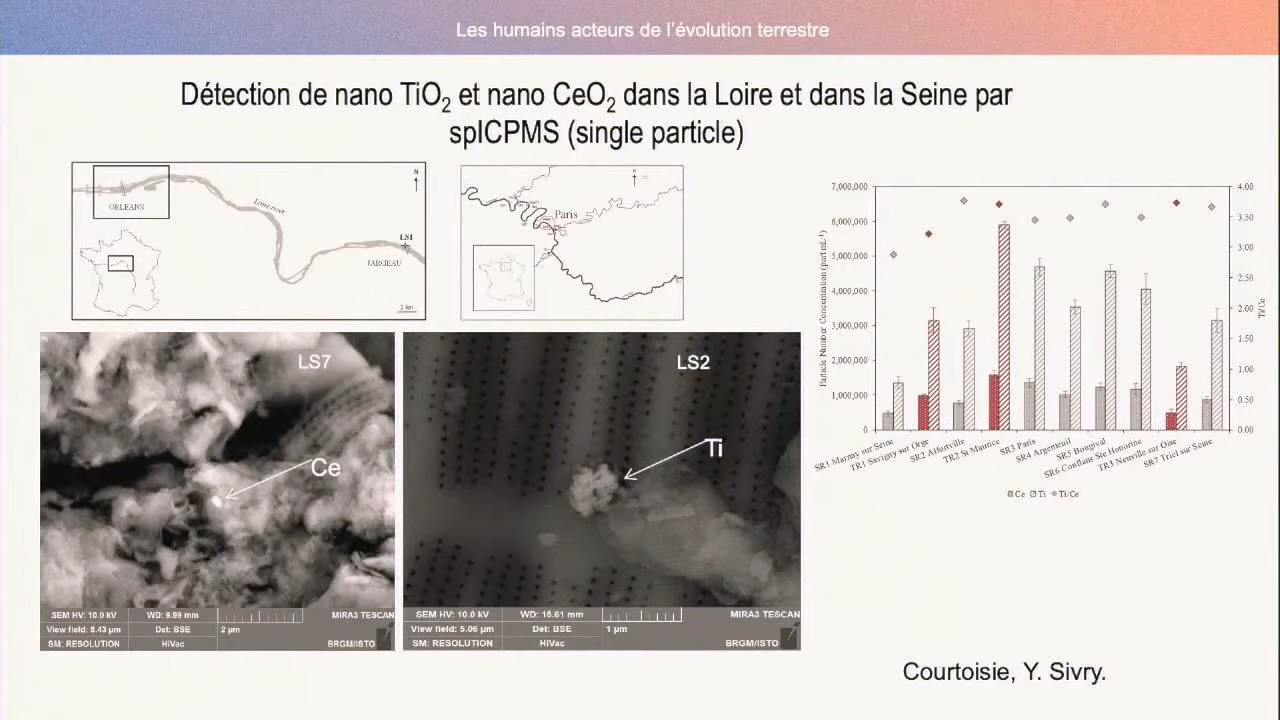 Les humains acteurs de l'évolution terrestre
Détection de nano TiO₂ et nano CeO₂ dans la Loire et dans la Seine par
spICPMS (single particle)
N
ORLEANS
Loire river
LS1
JARGEAU
1 km
N
Paris
LS7
Ce
SEM HV: 10.0 kV WD: 9.99 mm MIRA3 TESCAN
View field: 8.43 µm Det: BSE 2 µm
SM: RESOLUTION HiVac BRGM/ISTO
LS2
Ti
SEM HV: 10.0 kV WD: 15.61 mm MIRA3 TESCAN
View field: 5.06 µm Det: BSE 1 µm
SM: RESOLUTION HiVac BRGM/ISTO
Particle Number Concentration (part mL⁻¹)
7,000,000
6,000,000
5,000,000
4,000,000
3,000,000
2,000,000
1,000,000
0
4.00
3.50
3.00
2.50
2.00
1.50
1.00
0.50
0.00
Ti/Ce
SR1 Marnay sur Seine
TR1 Savigny sur Orge
SR2 Alfortville
TR2 St Maurice
SR3 Paris
SR4 Argenteuil
SR5 Bougival
SR6 Conflans Ste Honorine
TR3 Neuville sur Oise
SR7 Triel sur Seine
Ce Ti Ti/Ce
Courtoisie, Y. Sivry.